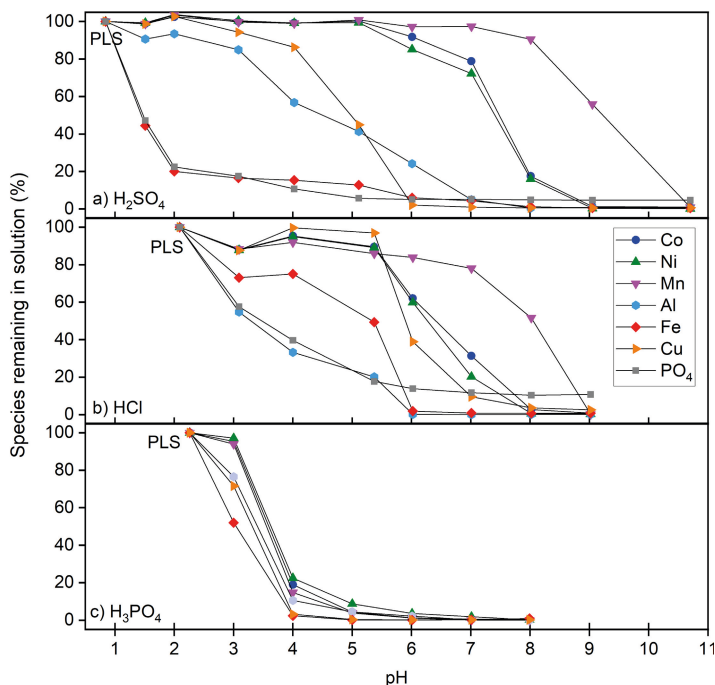 Species remaining in solution (%)
100
80
60
40
20
0
PLS
a) H₂SO₄
100
80
60
40
20
0
PLS
b) HCl
Co
Ni
Mn
Al
Fe
Cu
PO₄
100
80
60
40
20
0
PLS
c) H₃PO₄
1 2 3 4 5 6 7 8 9 10 11
pH